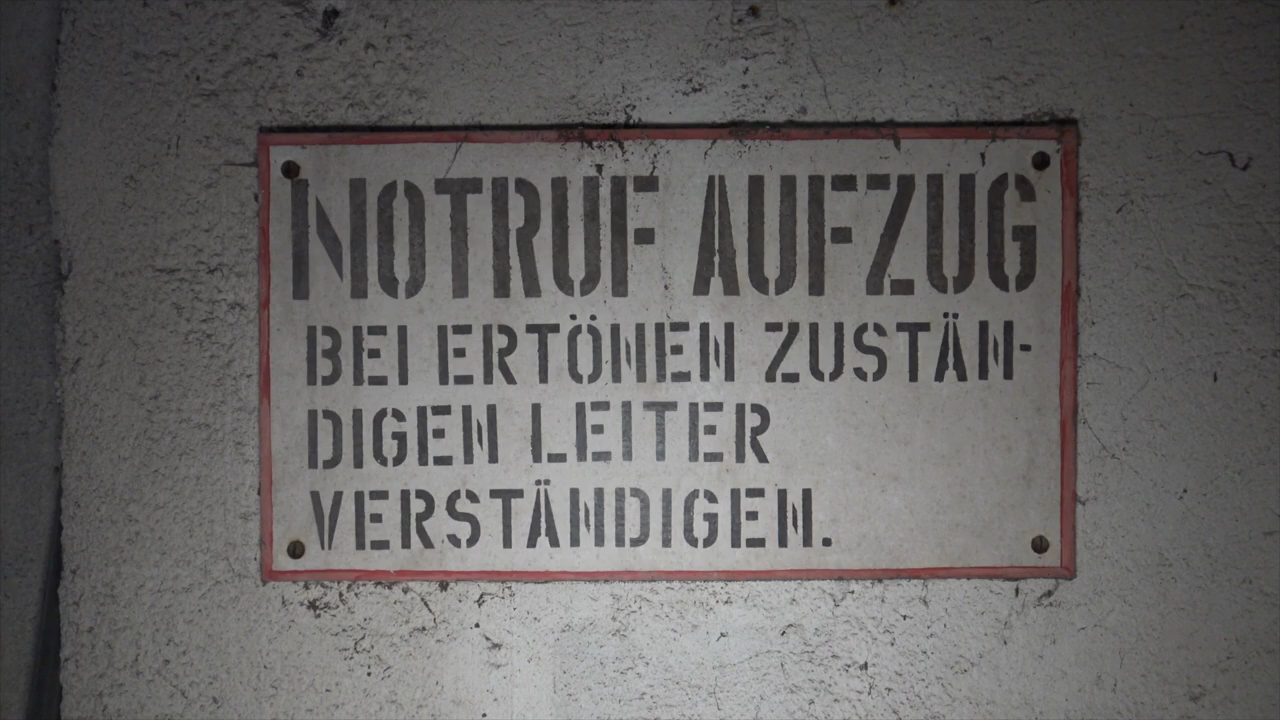 NOTRUF AUFZUG
BEI ERTÖNEN ZUSTÄN-
DIGEN LEITER
VERSTÄNDIGEN.